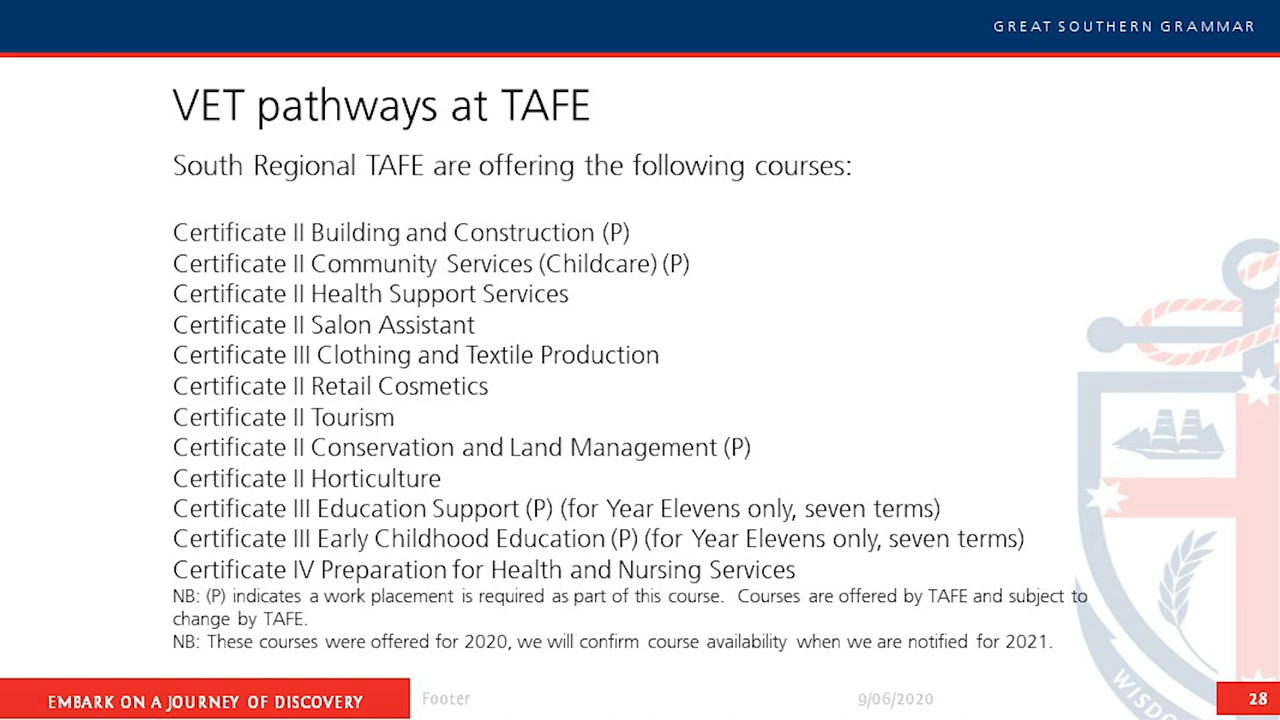 GREAT SOUTHERN GRAMMAR
VET pathways at TAFE
South Regional TAFE are offering the following courses:
Certificate II Building and Construction (P)
Certificate II Community Services (Childcare) (P)
Certificate II Health Support Services
Certificate II Salon Assistant
Certificate III Clothing and Textile Production
Certificate II Retail Cosmetics
Certificate II Tourism
Certificate II Conservation and Land Management (P)
Certificate II Horticulture
Certificate III Education Support (P) (for Year Elevens only, seven terms)
Certificate III Early Childhood Education (P) (for Year Elevens only, seven terms)
Certificate IV Preparation for Health and Nursing Services
NB: (P) indicates a work placement is required as part of this course. Courses are offered by TAFE and subject to
change by TAFE.
NB: These courses were offered for 2020, we will confirm course availability when we are notified for 2021.
EMBARK ON A JOURNEY OF DISCOVERY
Footer
9/06/2020
28